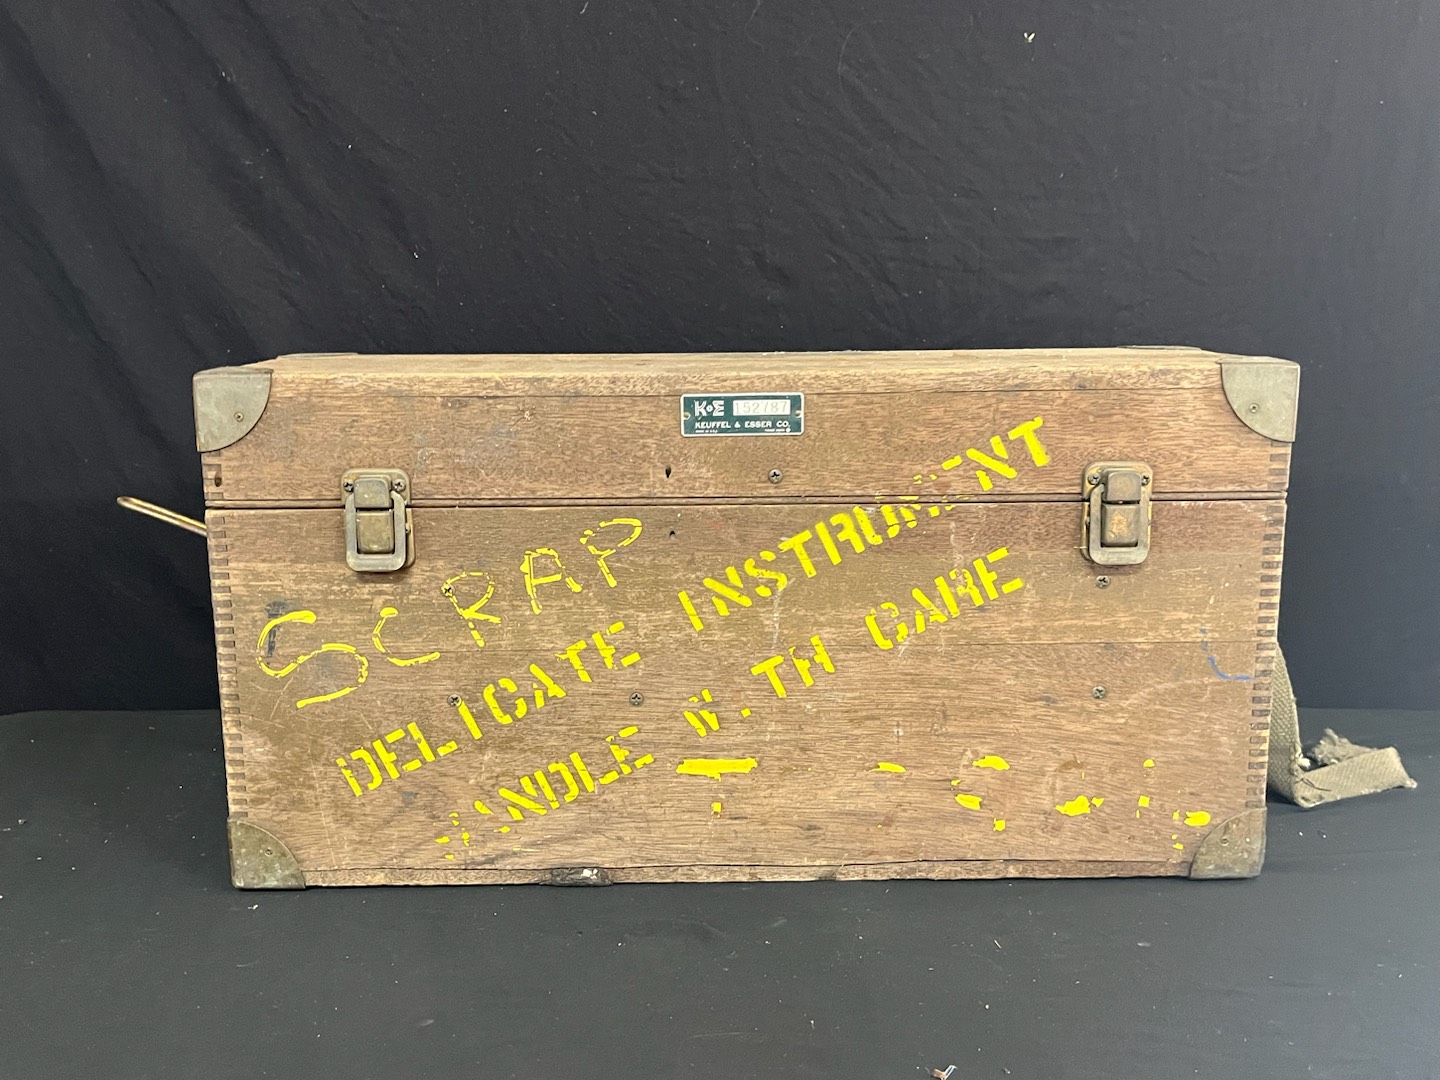 K+E 152787
KEUFFEL & ESSER CO.
SCRAP
DELICATE INSTRUMENT
HANDLE WITH CARE